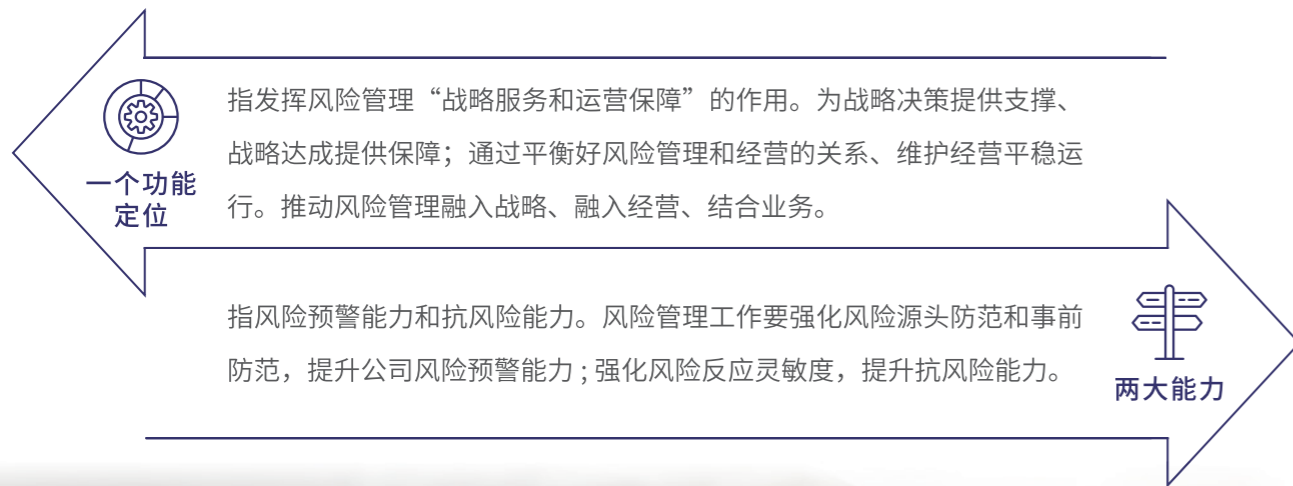 一个功能
定位
指发挥风险管理“战略服务和运营保障”的作用。为战略决策提供支撑、
战略达成提供保障；通过平衡好风险管理和经营的关系、维护经营平稳运
行。推动风险管理融入战略、融入经营、结合业务。
指风险预警能力和抗风险能力。风险管理工作要强化风险源头防范和事前
防范，提升公司风险预警能力 ; 强化风险反应灵敏度，提升抗风险能力。
两大能力